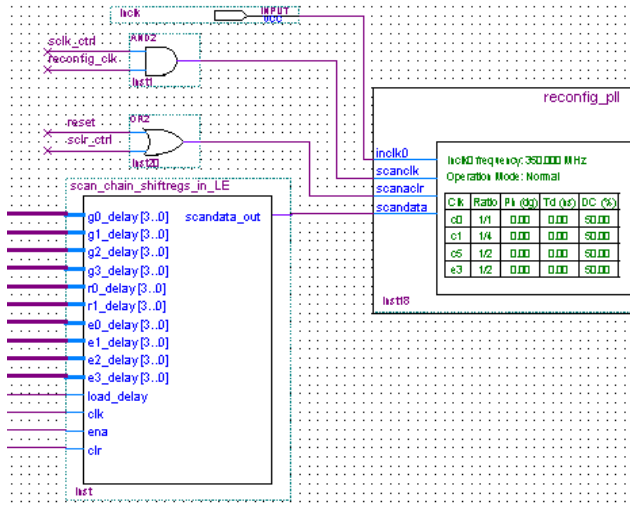 inclk
INPUT
VCC
sclk_ctrl
AND2
reconfig_clk
inst1
reconfig_pll
reset
OR2
sclr_ctrl
inst20
inclk0
scanclk
scanaclr
scandata
inclk0 frequency: 350.000 MHz
Operation Mode: Normal
Clk Ratio Ph (dg) Td (ns) DC (%)
c0 1/1 0.00 0.00 50.00
c1 1/4 0.00 0.00 50.00
c5 1/2 0.00 0.00 50.00
e3 1/2 0.00 0.00 50.00
inst18
scan_chain_shiftregs_in_LE
g0_delay[3..0] scandata_out
g1_delay[3..0]
g2_delay[3..0]
g3_delay[3..0]
r0_delay[3..0]
r1_delay[3..0]
e0_delay[3..0]
e1_delay[3..0]
e2_delay[3..0]
e3_delay[3..0]
load_delay
clk
ena
clr
inst